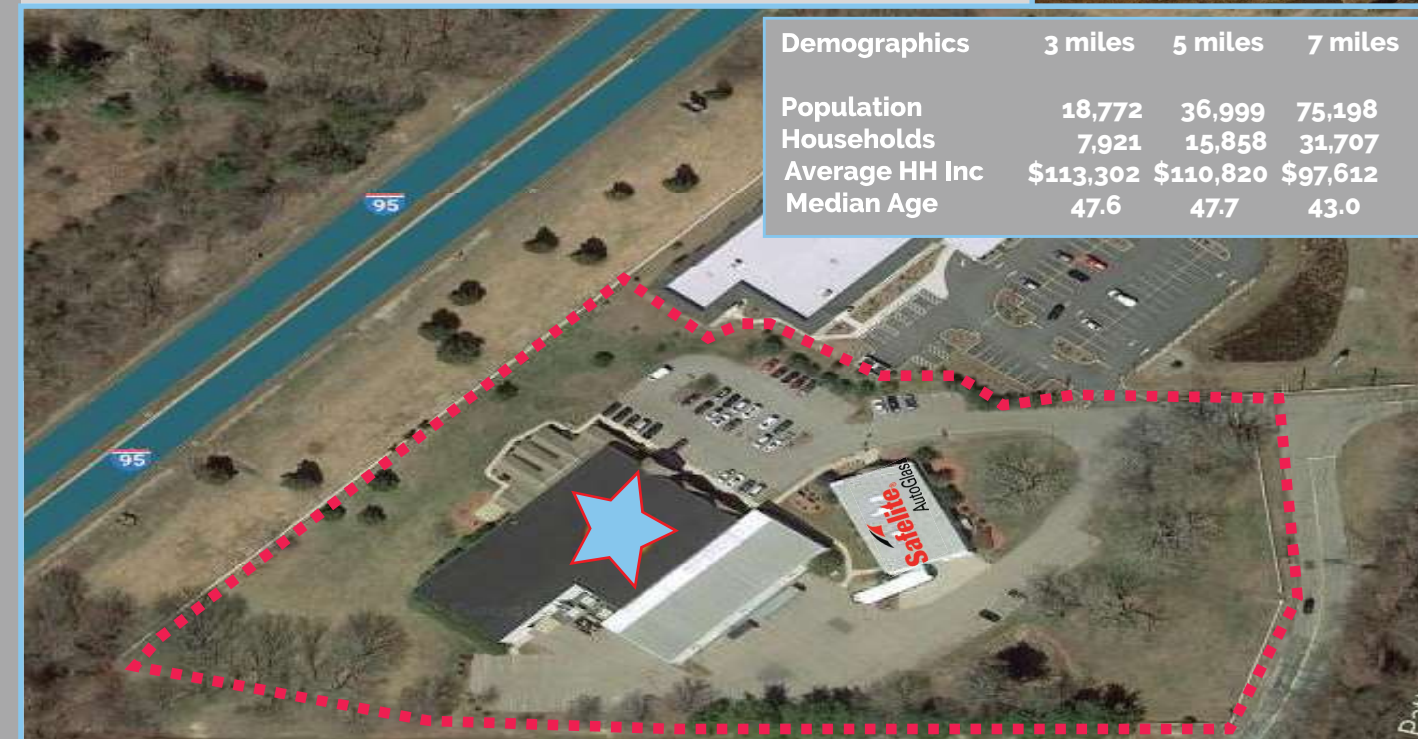 Demographics 3 miles 5 miles 7 miles
Population 18,772 36,999 75,198
Households 7,921 15,858 31,707
Average HH Inc $113,302 $110,820 $97,612
Median Age 47.6 47.7 43.0
95
95
Safelite.
AutoGlass